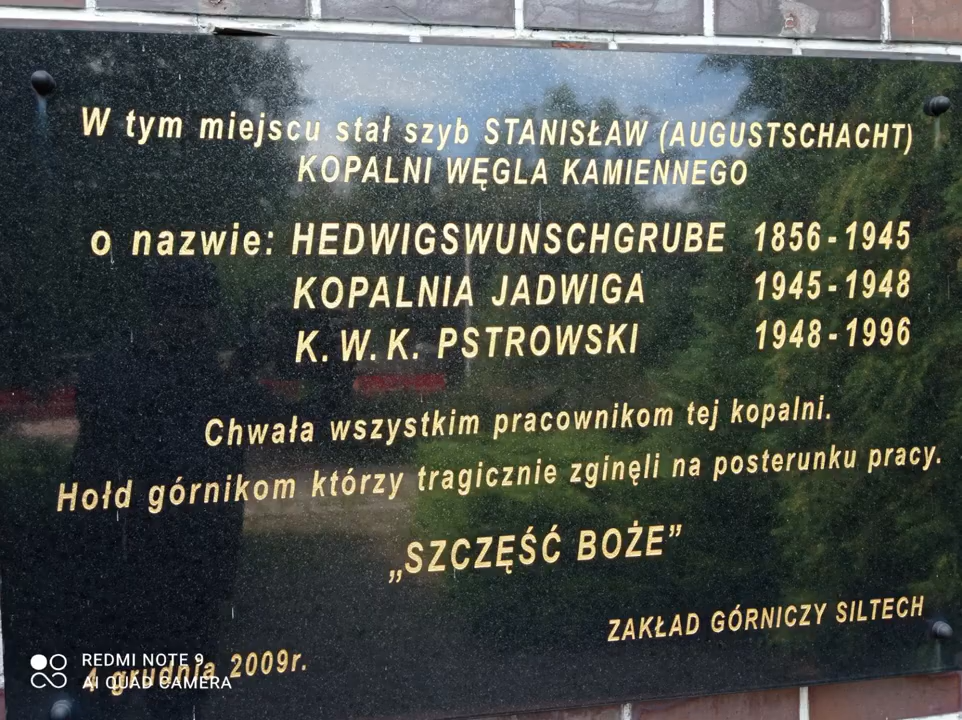 W tym miejscu stał szyb STANISŁAW (AUGUSTSCHACHT)
KOPALNI WĘGLA KAMIENNEGO
o nazwie: HEDWIGSWUNSCHGRUBE 1856-1945
KOPALNIA JADWIGA 1945-1948
K. W. K. PSTROWSKI 1948-1996
Chwała wszystkim pracownikom tej kopalni.
Hołd górnikom którzy tragicznie zginęli na posterunku pracy.
„SZCZĘŚĆ BOŻE”
ZAKŁAD GÓRNICZY SILTECH
4 grudnia 2009r.
REDMI NOTE 9
AI QUAD CAMERA